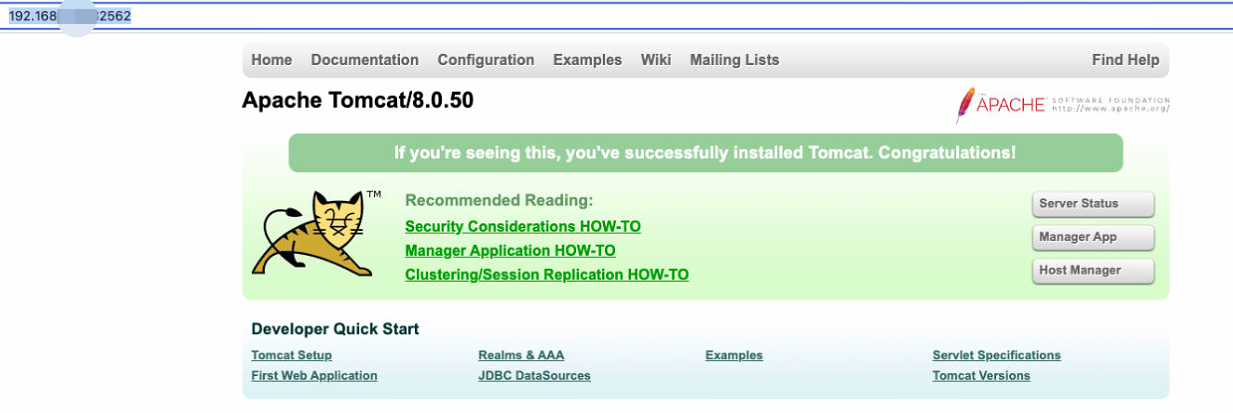 192.168 32562
Home Documentation Configuration Examples Wiki Mailing Lists Find Help
Apache Tomcat/8.0.50
THE APACHE™ SOFTWARE FOUNDATION
http://www.apache.org/
If you're seeing this, you've successfully installed Tomcat. Congratulations!
TM
Recommended Reading:
Security Considerations HOW-TO
Manager Application HOW-TO
Clustering/Session Replication HOW-TO
Server Status
Manager App
Host Manager
Developer Quick Start
Tomcat Setup Realms & AAA Examples Servlet Specifications
First Web Application JDBC DataSources Tomcat Versions